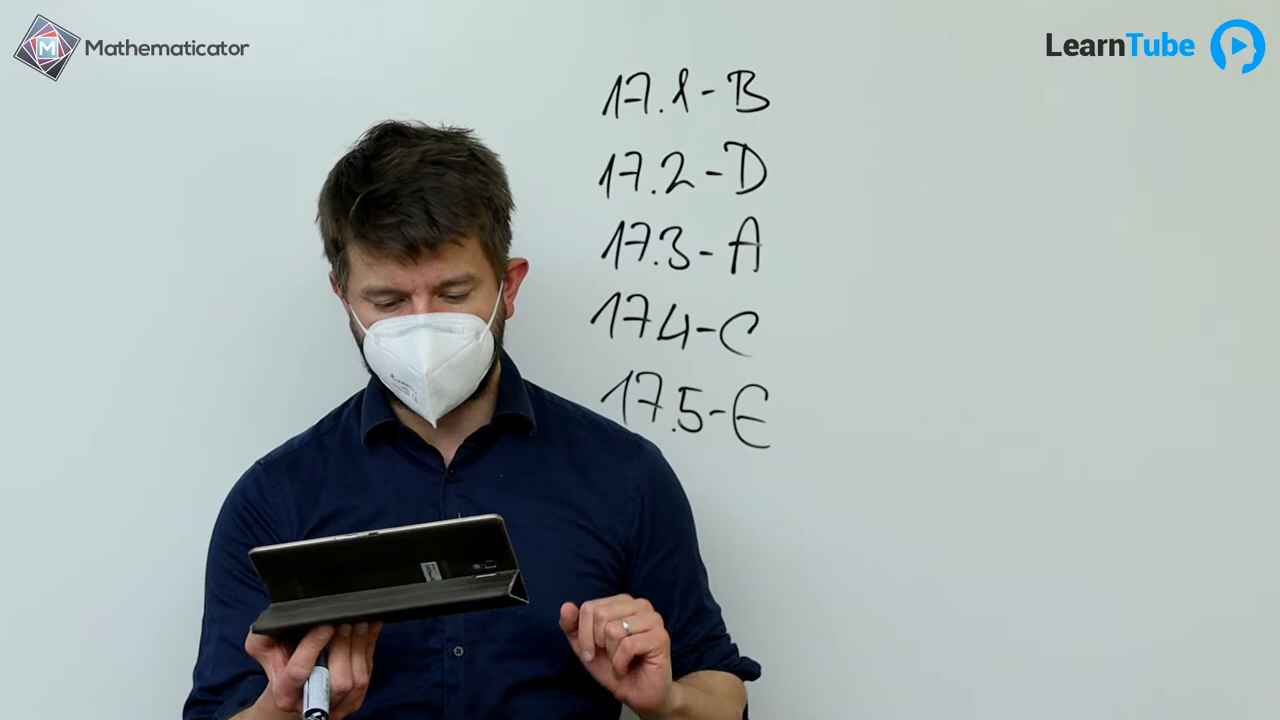 Mathematicator
LearnTube
17.1-B
17.2-D
17.3-A
17.4-C
17.5-E